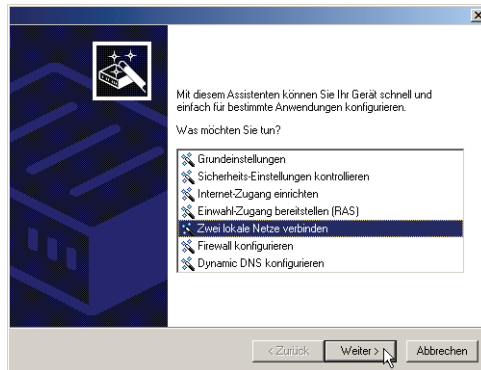 Mit diesem Assistenten können Sie Ihr Gerät schnell und
einfach für bestimmte Anwendungen konfigurieren.
Was möchten Sie tun?
Grundeinstellungen
Sicherheits-Einstellungen kontrollieren
Internet-Zugang einrichten
Einwahl-Zugang bereitstellen (RAS)
Zwei lokale Netze verbinden
Firewall konfigurieren
Dynamic DNS konfigurieren
< Zurück Weiter > Abbrechen